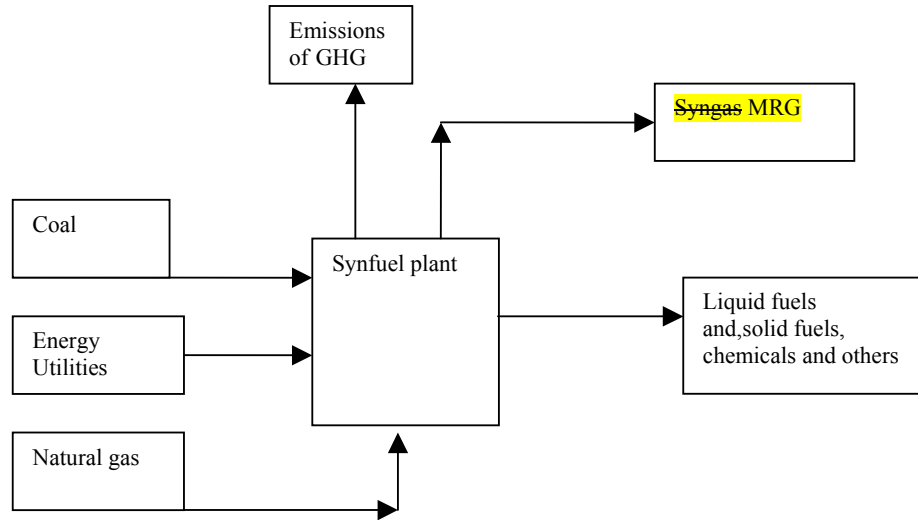 Emissions
of GHG
Syngas MRG
Coal
Synfuel plant
Liquid fuels
and,solid fuels,
chemicals and others
Energy
Utilities
Natural gas